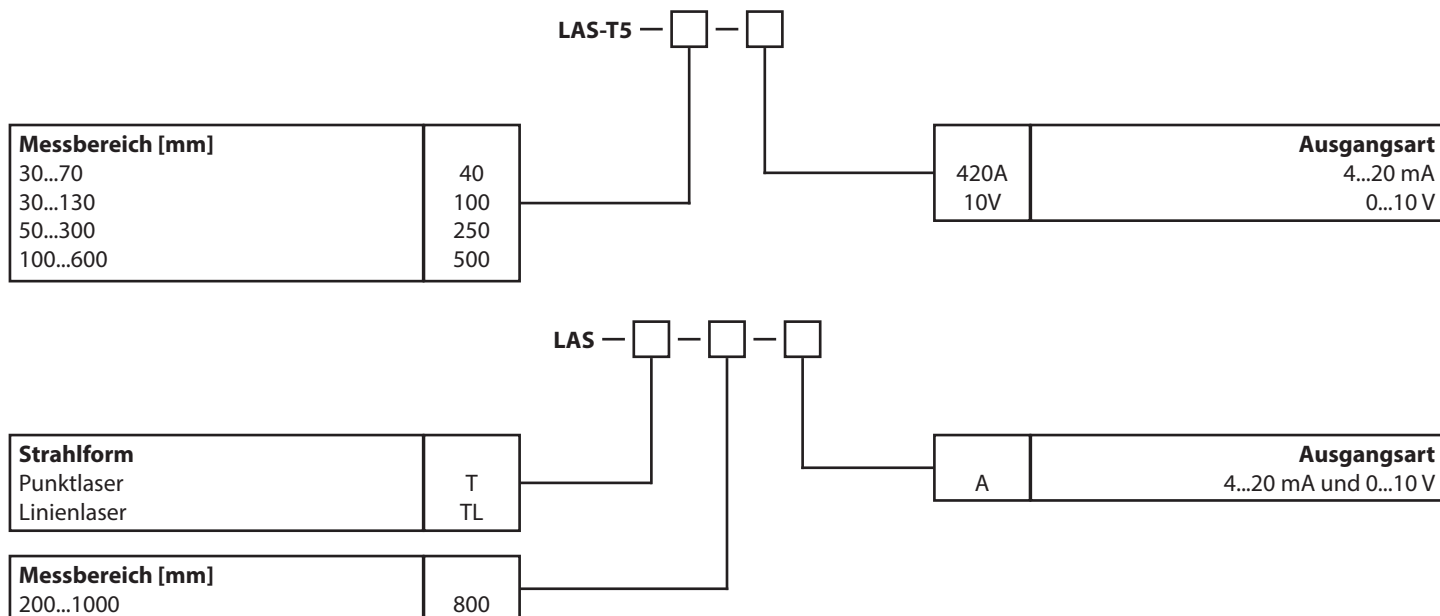 LAS-T5 — □ — □
Messbereich [mm]
30...70 40
30...130 100
50...300 250
100...600 500
Ausgangsart
420A 4...20 mA
10V 0...10 V
LAS — □ — □ — □
Strahlform
Punktlaser T
Linienlaser TL
Ausgangsart
A 4...20 mA und 0...10 V
Messbereich [mm]
200...1000 800